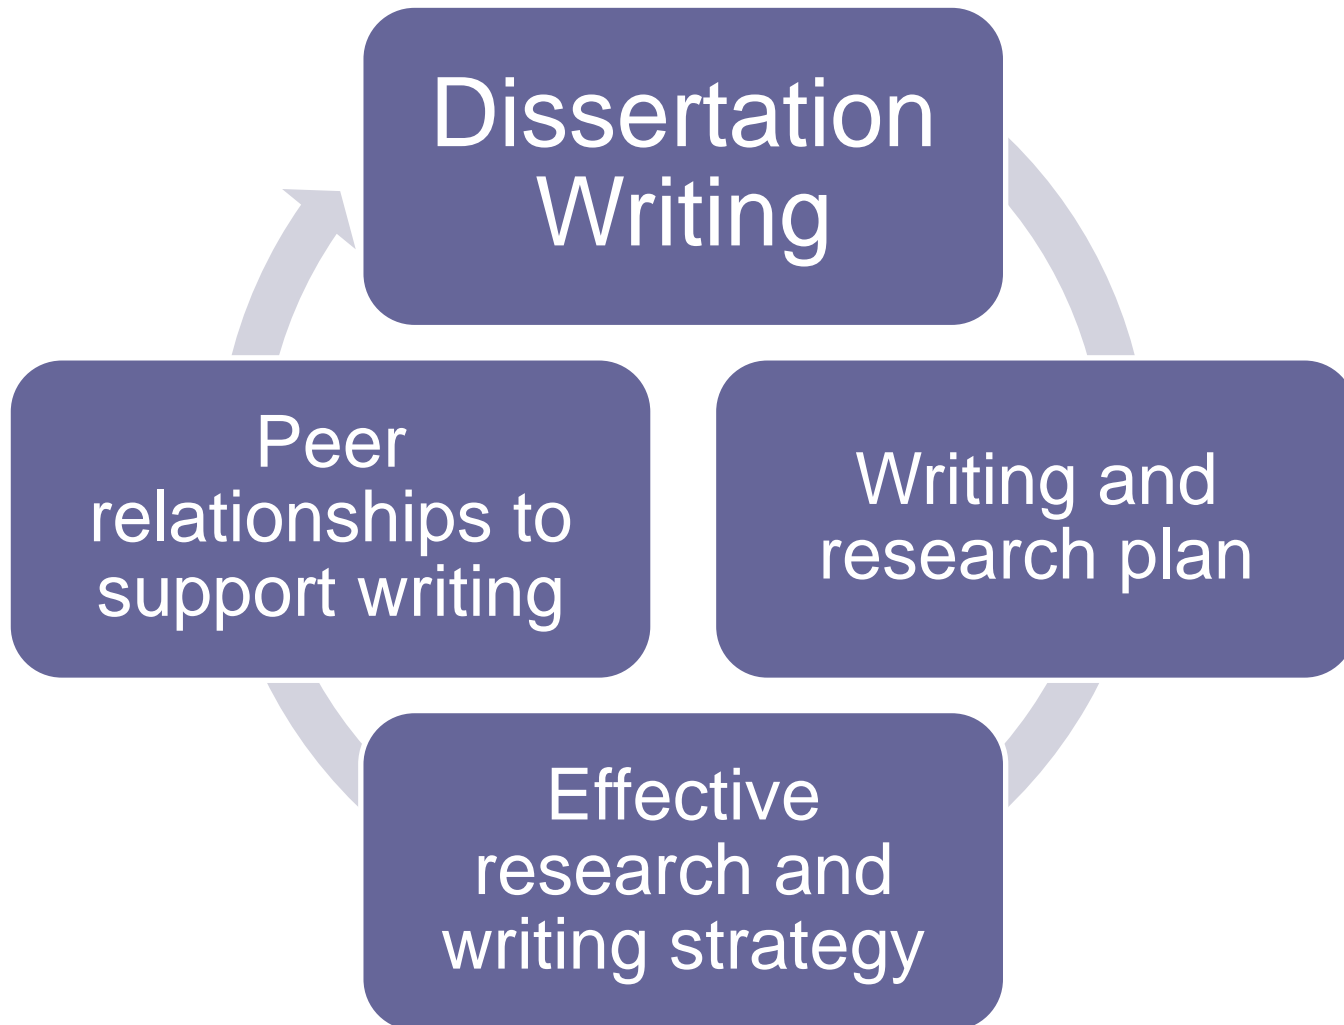 Dissertation
Writing
Writing and
research plan
Effective
research and
writing strategy
Peer
relationships to
support writing